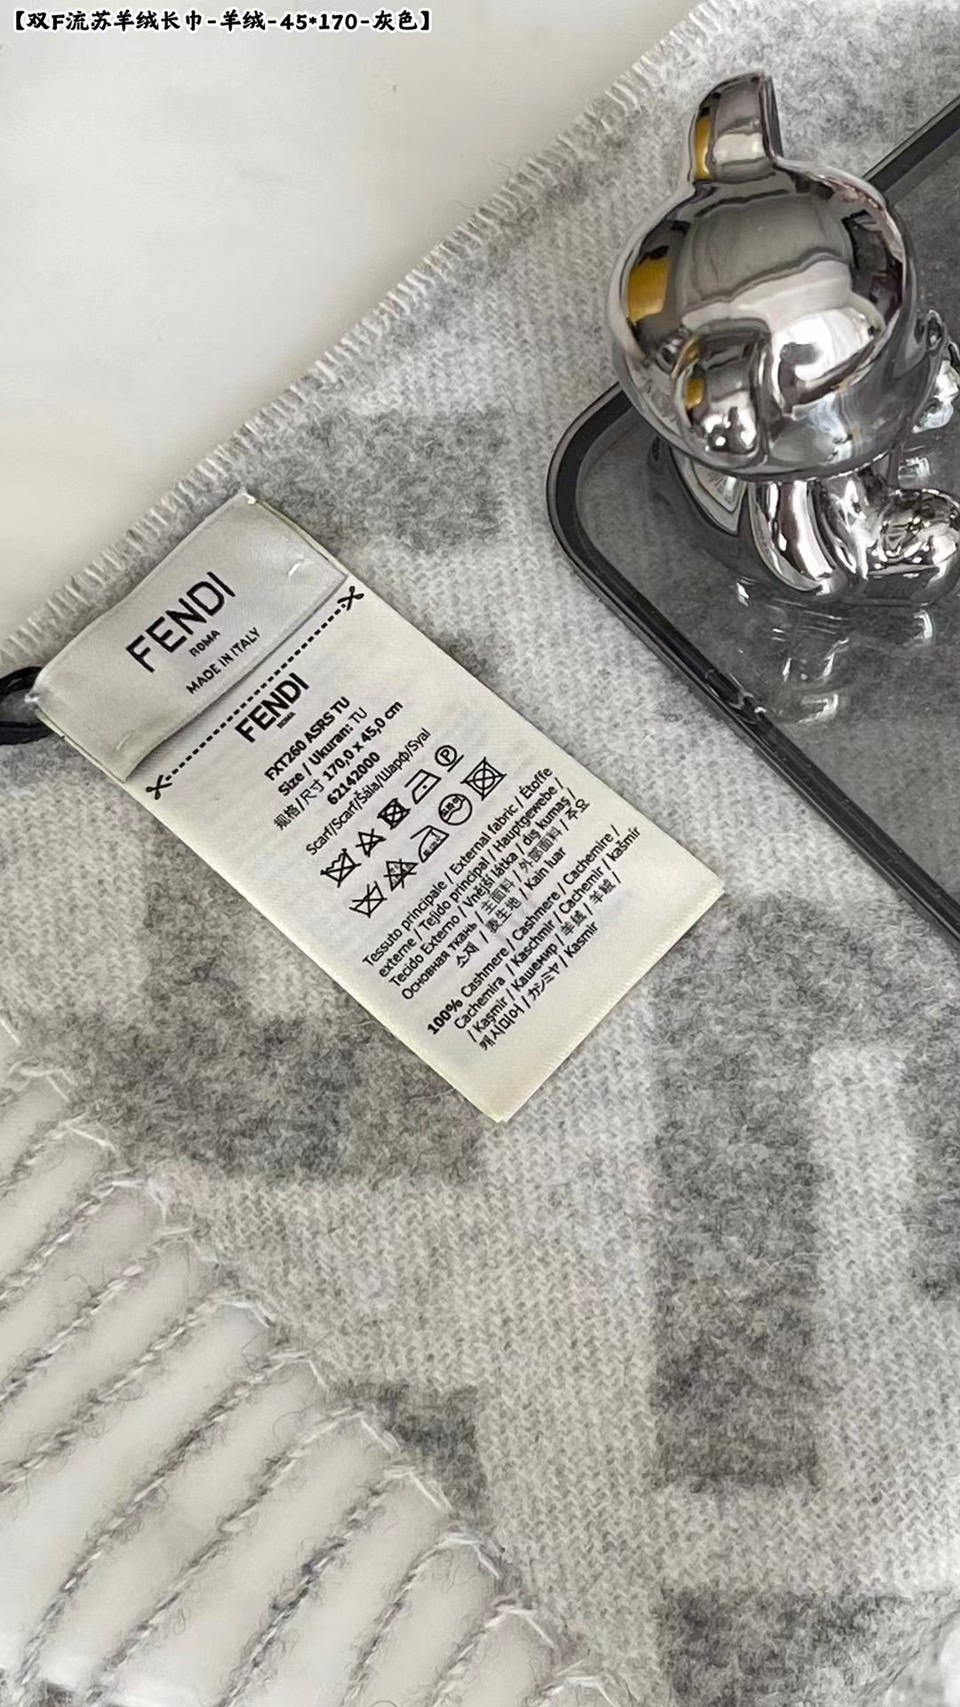 【双F流苏羊绒长巾-羊绒-45*170-灰色】
FENDI
ROMA
MADE IN ITALY
FENDI
ROMA
FXT260 ASRS TU
Size / Ukuran: TU
规格/尺寸 170,0 x 45,0 cm
62142000
Scarf/Scarf/Šála/Шарф/Syal
P
Tessuto principale / External fabric / Étoffe
externe / Tejido principal / Hauptgewebe /
Tecido Externo / Vnější látka / dış kumaş /
Основная ткань / 主面料 / 外部面料 / 주요
소재 / 表生地 / Kain luar
100% Cashmere / Cashmere / Cachemire /
Cachemira / Kaschmir / Cachemir / kašmír
/ Kaşmir / Кашемир / 羊絨 / 羊絨 /
캐시미어 / カシミヤ / Kasmir